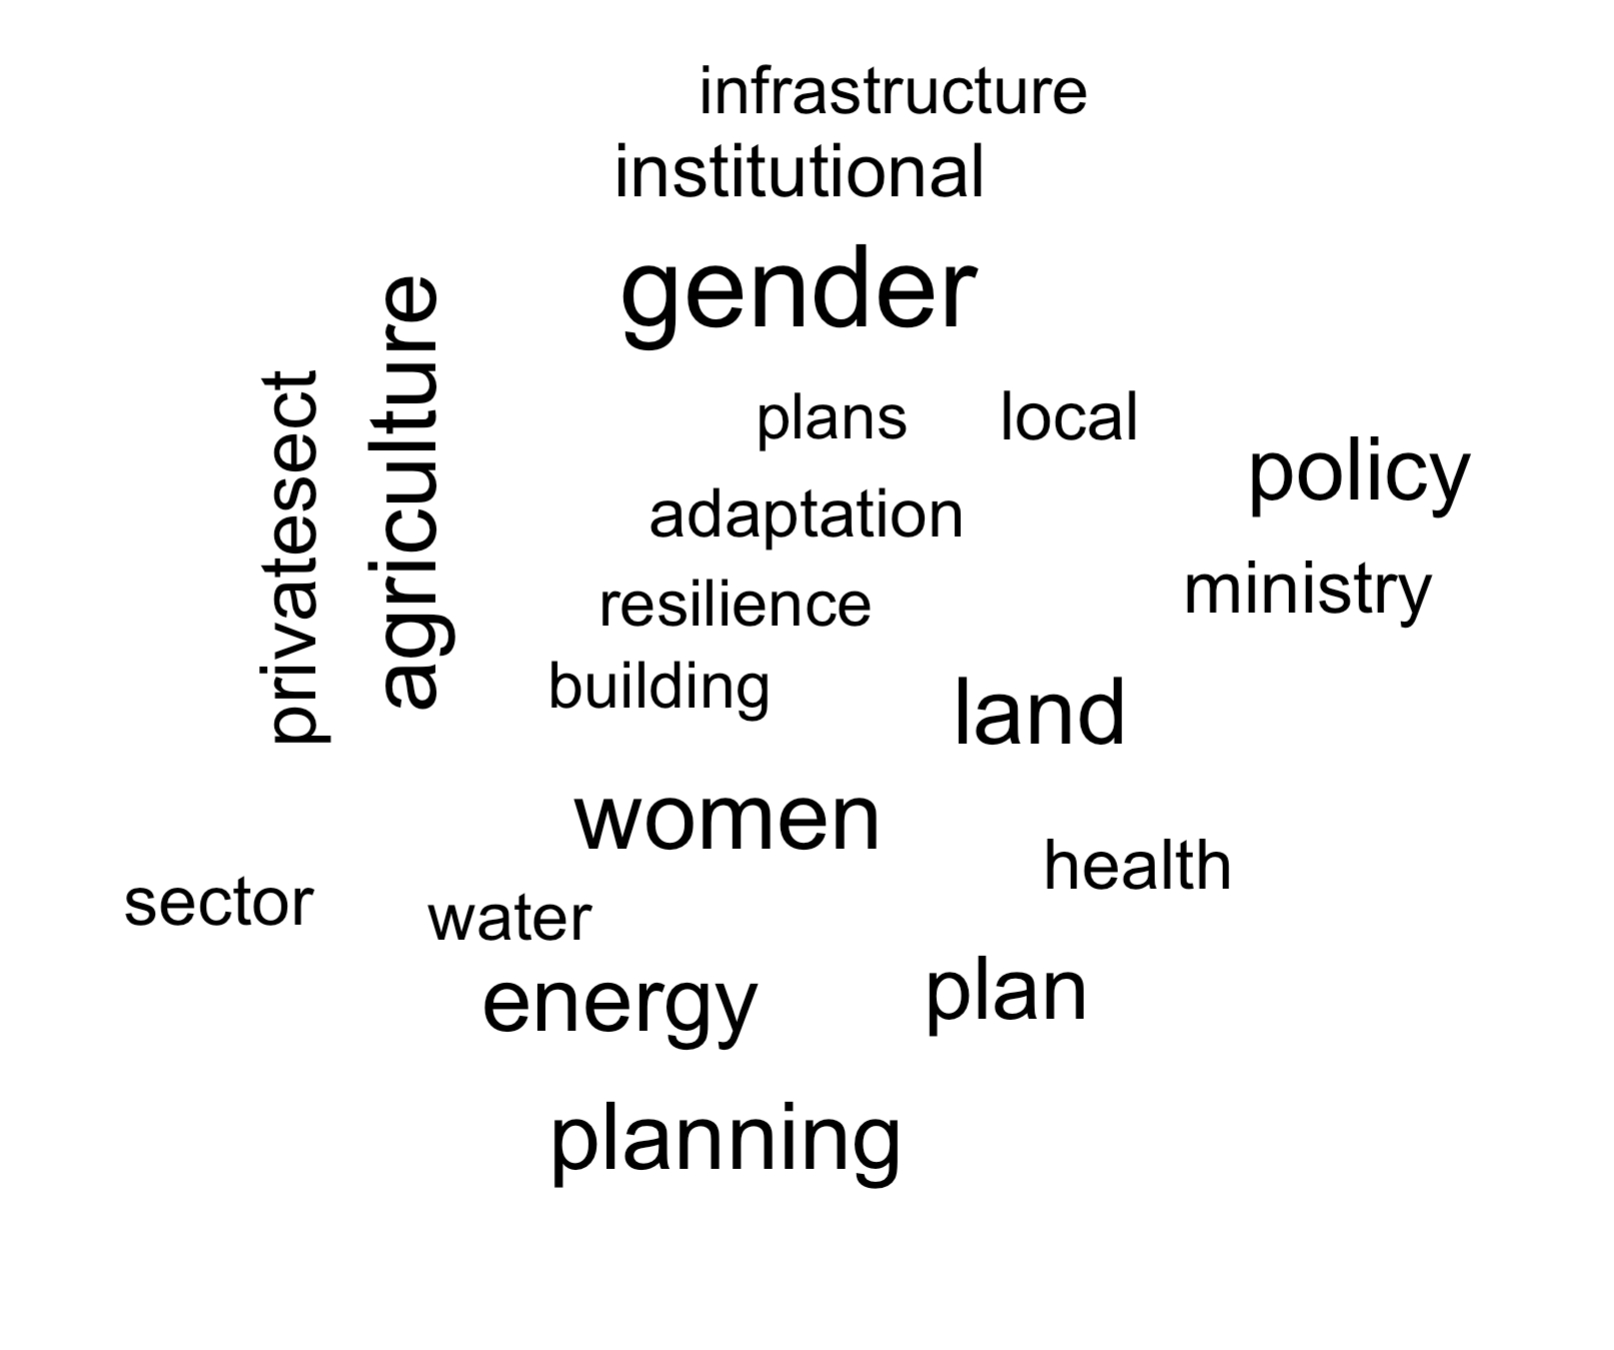 infrastructure
institutional
gender
agriculture
privatesect
plans local
policy
adaptation
ministry
resilience
building
land
women
health
sector
water
energy
plan
planning